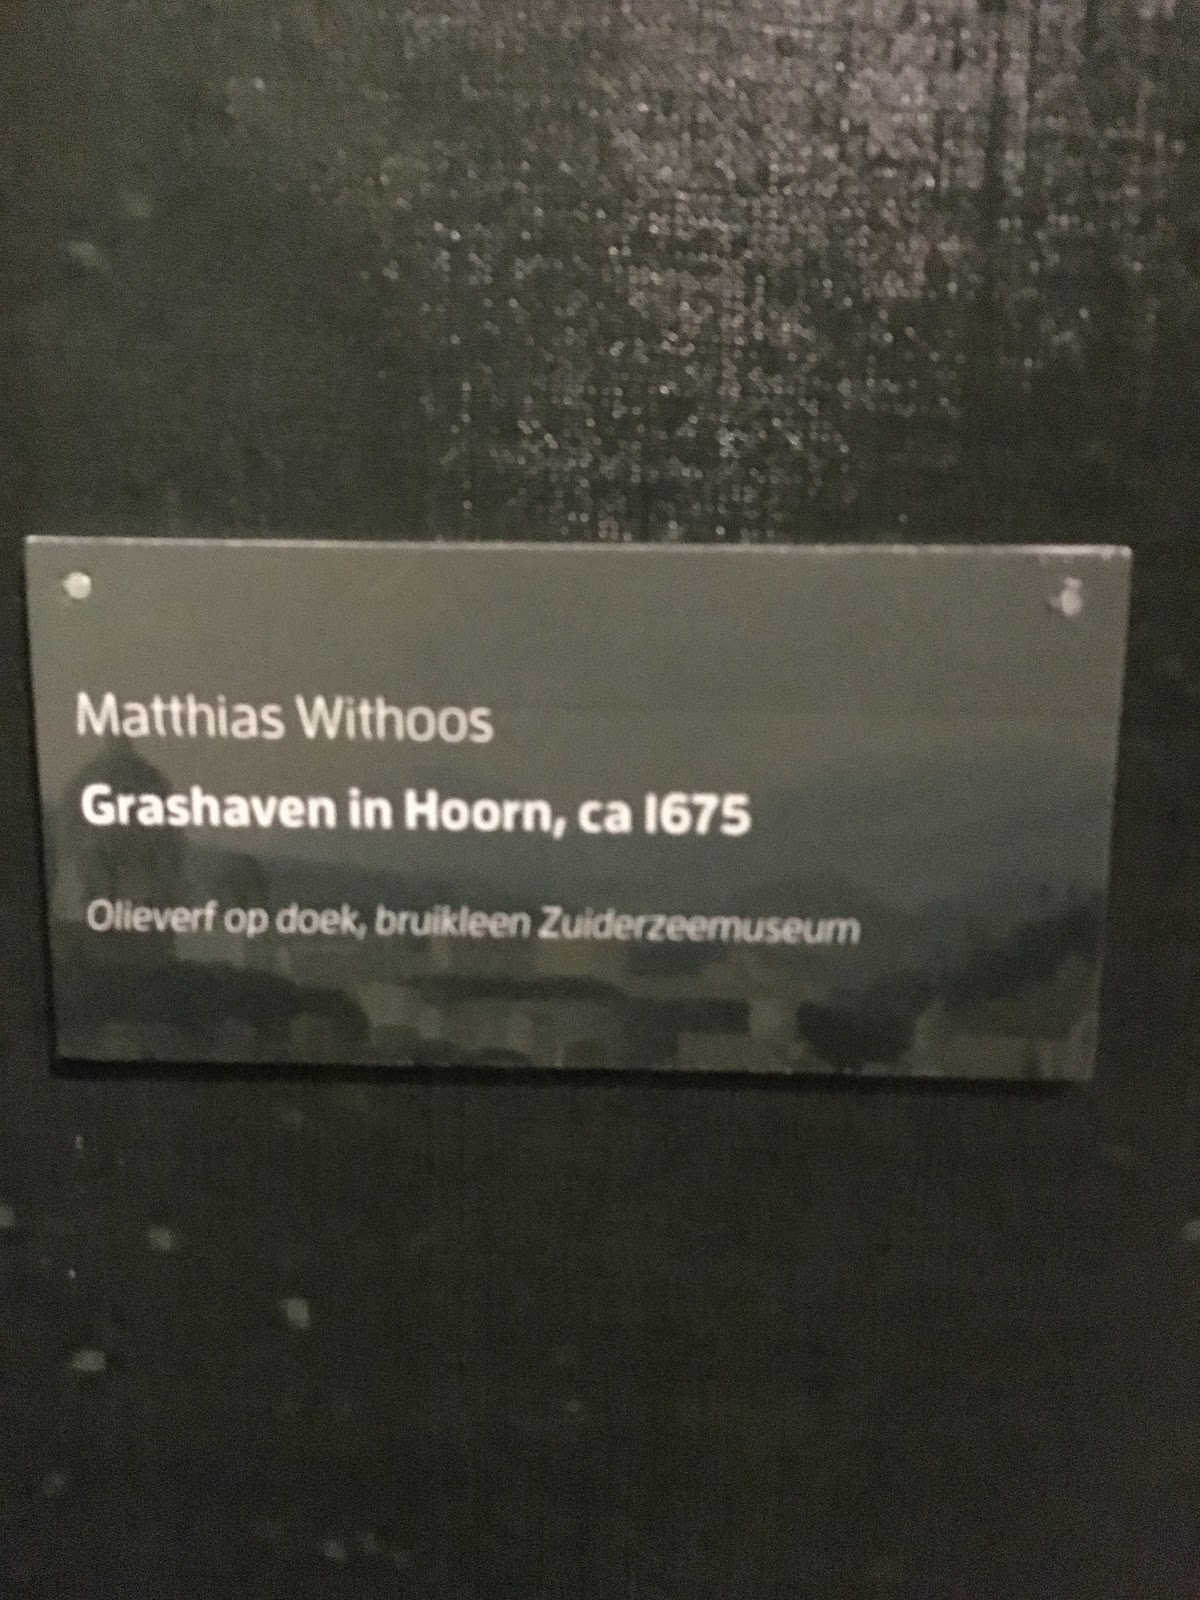 Matthias Withoos
Grashaven in Hoorn, ca 1675
Olieverf op doek, bruikleen Zuiderzeemuseum